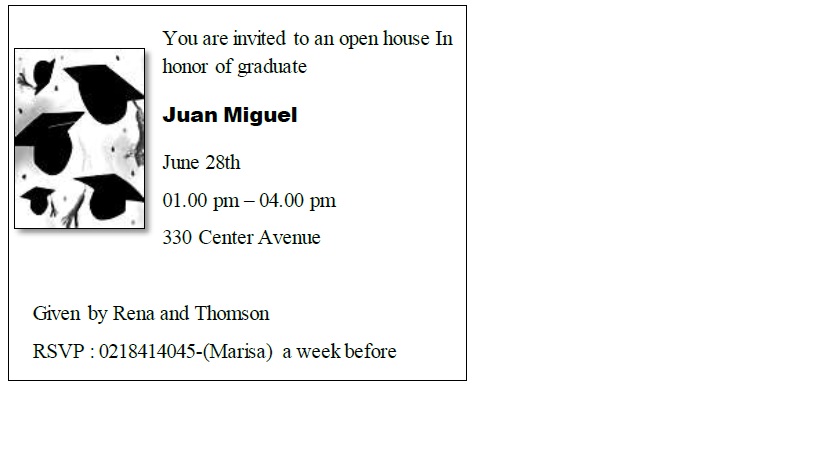 You are invited to an open house In
honor of graduate
Juan Miguel
June 28th
01.00 pm – 04.00 pm
330 Center Avenue
Given by Rena and Thomson
RSVP : 0218414045-(Marisa) a week before